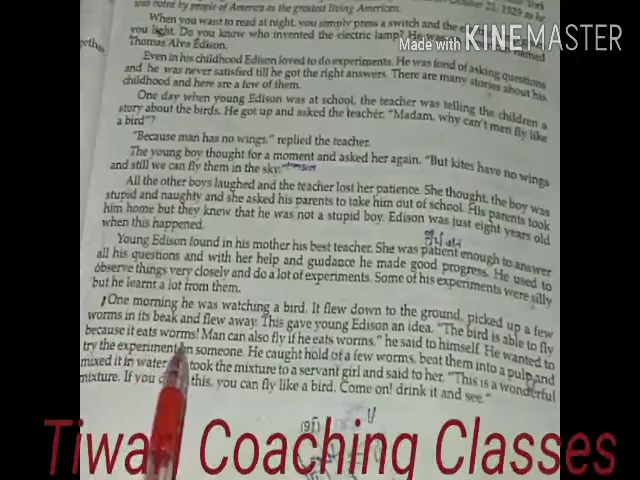 October 21, 1929 as he
was noted by people of America as the greatest living American.
When you want to read at night, you simply press a switch and the
you light. Do you know who invented the electric lamp? He was named
Thomas Alva Edison.
Even in his childhood Edison loved to do experiments. He was fond of asking questions
and he was never satisfied till he got the right answers. There are many stories about his
childhood and here are a few of them.
One day when young Edison was at school, the teacher was telling the children a
story about the birds. He got up and asked the teacher. "Madam, why can't men fly like
a bird"?
"Because man has no wings," replied the teacher.
The young boy thought for a moment and asked her again. "But kites have no wings
and still we can fly them in the sky."
All the other boys laughed and the teacher lost her patience. She thought, the boy was
stupid and naughty and she asked his parents to take him out of school. His parents took
him home but they knew that he was not a stupid boy. Edison was just eight years old
when this happened.
Young Edison found in his mother his best teacher. She was patient enough to answer
all his questions and with her help and guidance he made good progress. He used to
observe things very closely and do a lot of experiments. Some of his experiments were silly
but he learnt a lot from them.
One morning he was watching a bird. It flew down to the ground, picked up a few
worms in its beak and flew away. This gave young Edison an idea. "The bird is able to fly
because it eats worms! Man can also fly if he eats worms." he said to himself. He wanted to
try the experiment on someone. He caught hold of a few worms, beat them into a pulp and
mixed it in water took the mixture to a servant girl and said to her. "This is a wonderful
mixture. If you this, you can fly like a bird. Come on! drink it and see."
Made with KINEMASTER
Tiwari Coaching Classes